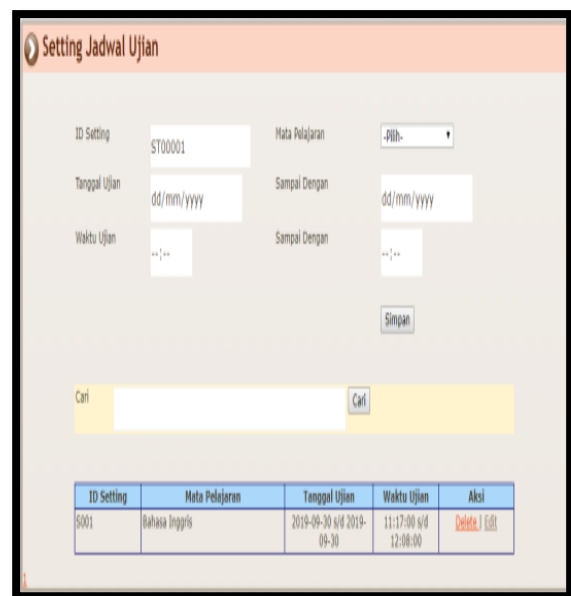 Setting Jadwal Ujian
ID Setting
ST00001
Mata Pelajaran
-Pilih-
Tanggal Ujian
dd/mm/yyyy
Sampai Dengan
dd/mm/yyyy
Waktu Ujian
--:--
Sampai Dengan
--:--
Simpan
Cari
Cari
ID Setting Mata Pelajaran Tanggal Ujian Waktu Ujian Aksi
S001 Bahasa Inggris 2019-09-30 s/d 2019- 11:17:00 s/d Delete | Edit
09-30 12:08:00
1